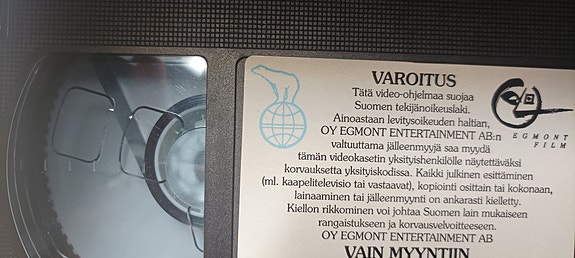 VAROITUS
Tätä video-ohjelmaa suojaa
Suomen tekijänoikeuslaki.
Ainoastaan levitysoikeuden haltian,
OY EGMONT ENTERTAINMENT AB:n
valtuuttama jälleenmyyjä saa myydä
tämän videokasetin yksityishenkilölle näytettäväksi
korvauksetta yksityiskodissa. Kaikki julkinen esittäminen
(ml. kaapelitelevisio tai vastaavat), kopiointi osittain tai kokonaan,
lainaaminen tai jälleenmyynti on ankarasti kielletty.
Kiellon rikkominen voi johtaa Suomen lain mukaiseen
rangaistukseen ja korvausvelvoitteeseen.
OY EGMONT ENTERTAINMENT AB
VAIN MYYNTIIN
EGMONT
FILM